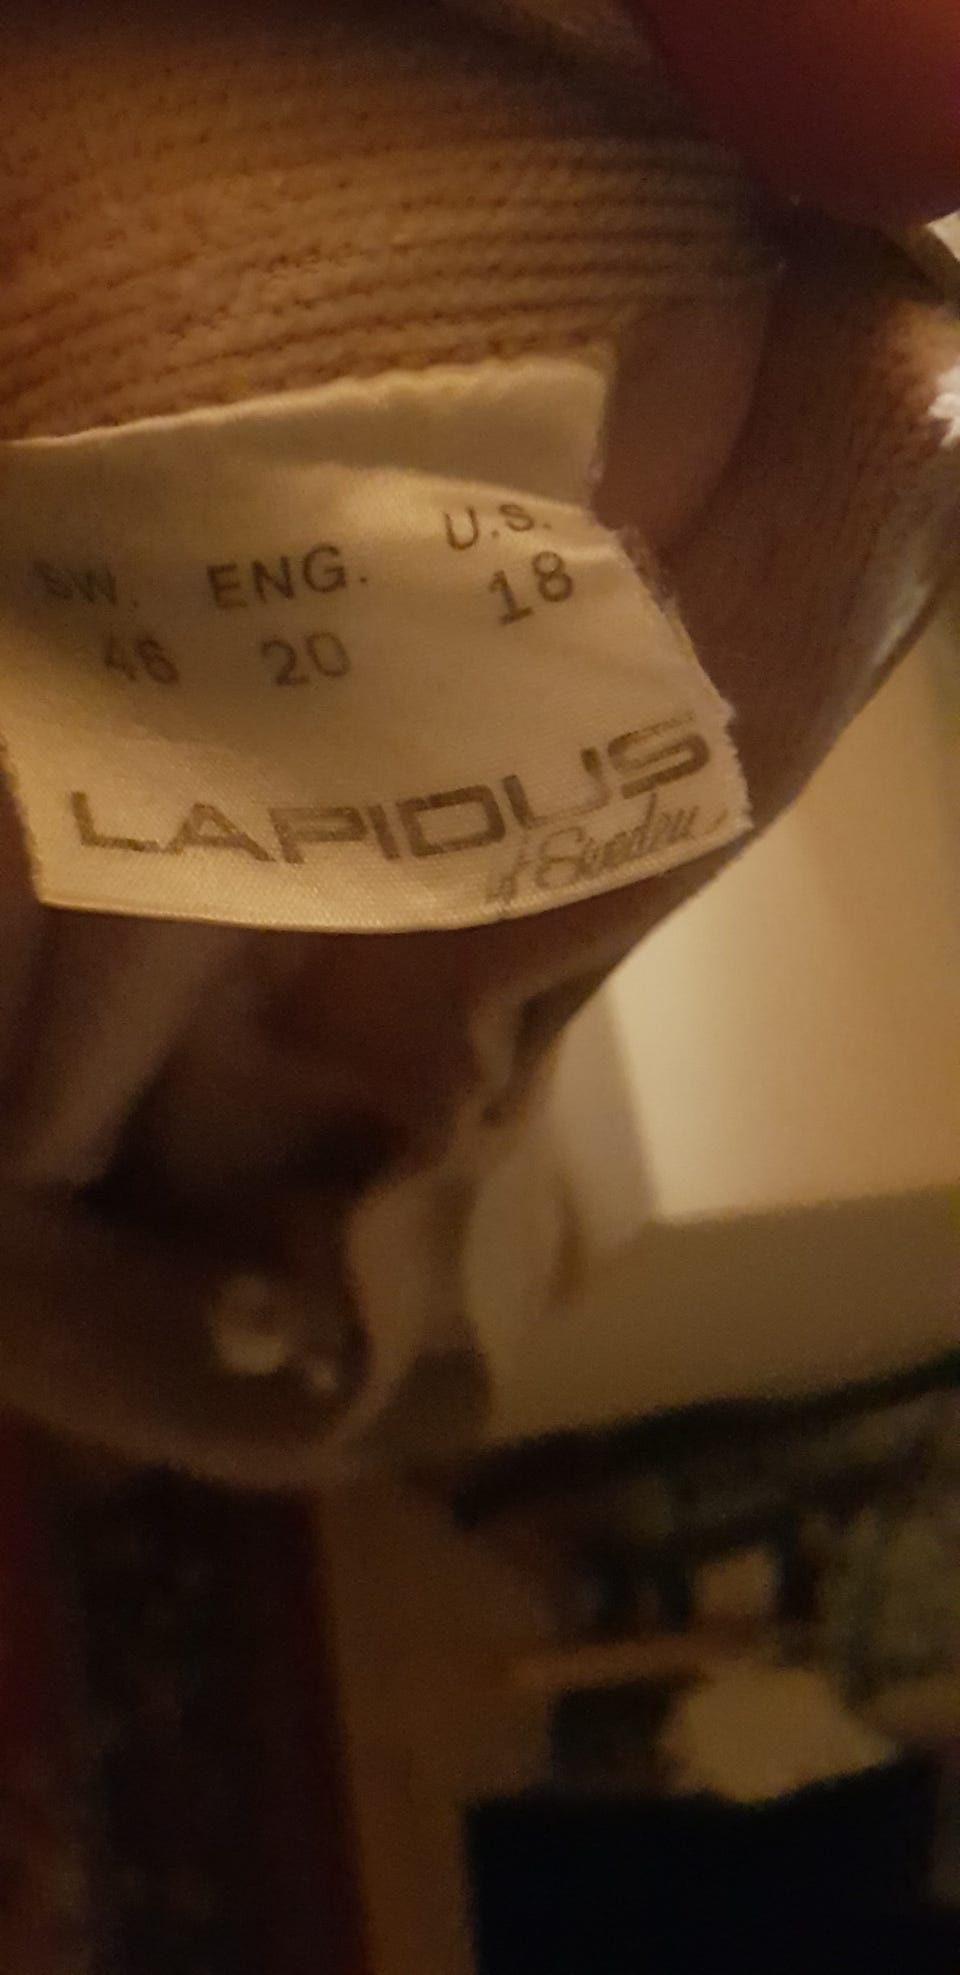 SW. ENG. U.S.
46 20 18
LAPIDUS
of Sweden